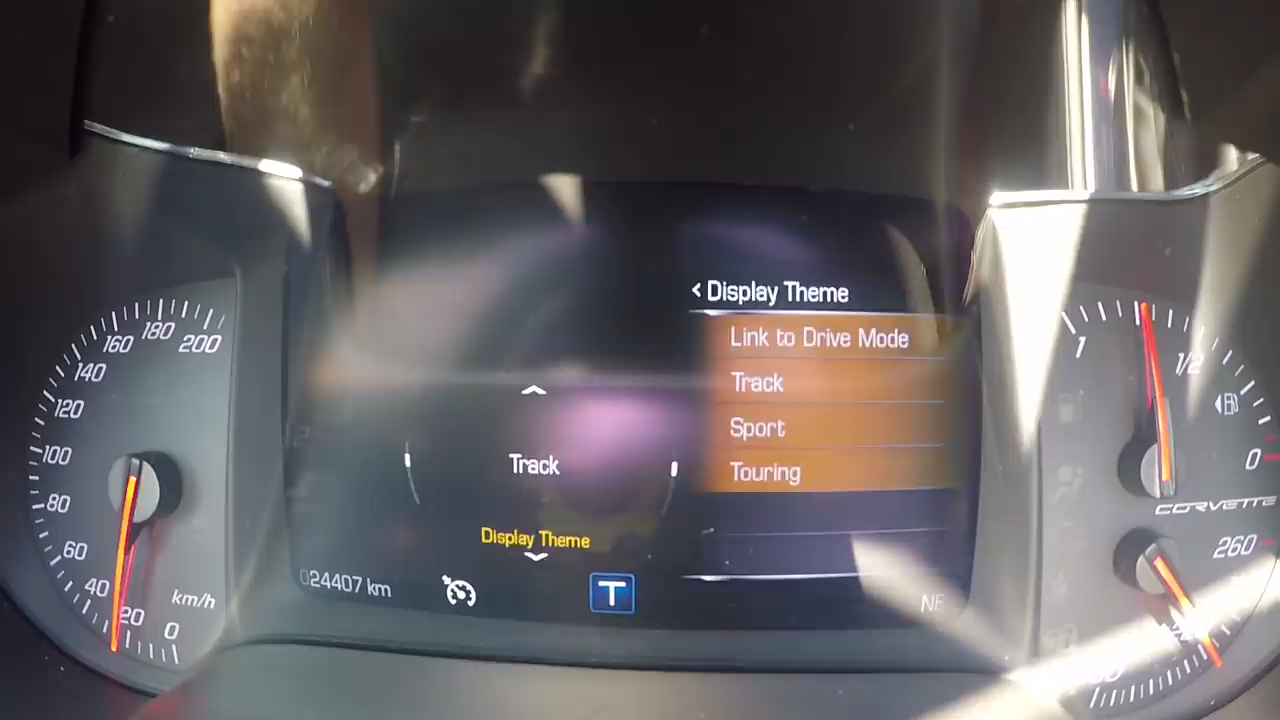 < Display Theme
Link to Drive Mode
Track
Sport
Touring
Track
Display Theme
024407 km
T
200
180
160
140
120
100
80
60
40
20
0
km/h
1
1/2
0
CORVETTE
260